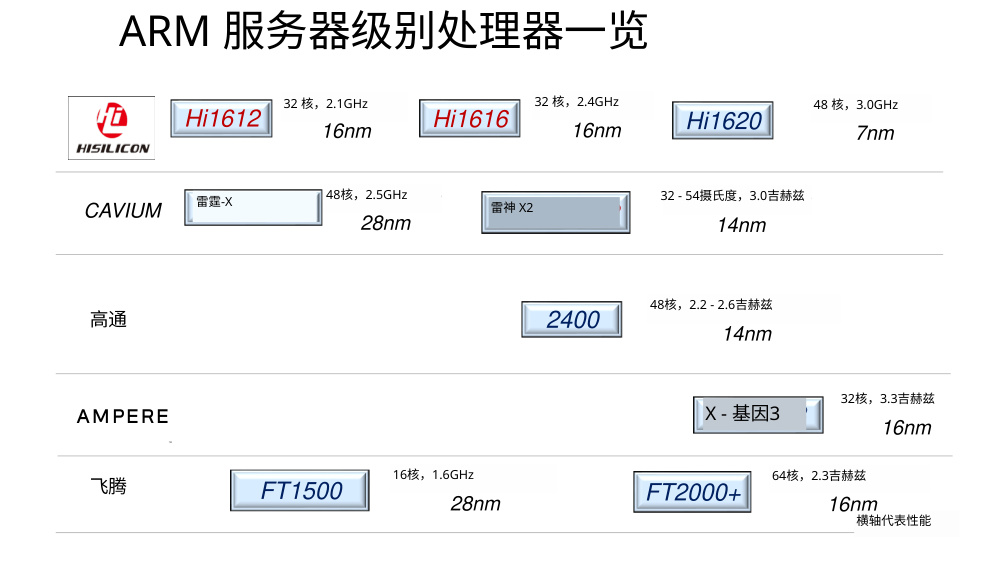 ARM 服务器级别处理器一览
Hi
HISILICON
Hi1612
32 核，2.1GHz
16nm
Hi1616
32 核，2.4GHz
16nm
Hi1620
48 核，3.0GHz
7nm
CAVIUM
雷霆-X
48核，2.5GHz
28nm
雷神 X2
32 - 54摄氏度，3.0吉赫兹
14nm
高通
2400
48核，2.2 - 2.6吉赫兹
14nm
AMPERE
X - 基因3
32核，3.3吉赫兹
16nm
飞腾
FT1500
16核，1.6GHz
28nm
FT2000+
64核，2.3吉赫兹
16nm
横轴代表性能